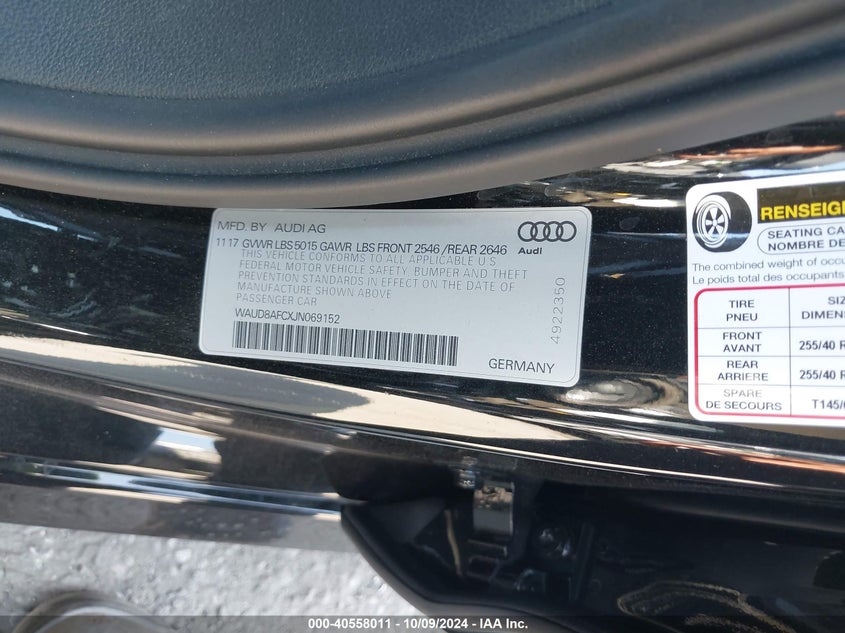 MFD. BY AUDI AG
11 17 GVWR LBS 5015 GAWR LBS FRONT 2546 /REAR 2646
THIS VEHICLE CONFORMS TO ALL APPLICABLE U S
FEDERAL MOTOR VEHICLE SAFETY, BUMPER AND THEFT
PREVENTION STANDARDS IN EFFECT ON THE DATE OF
MANUFACTURE SHOWN ABOVE
PASSENGER CAR
WAUD8AFCXJN069152
GERMANY
Audi
4922350
RENSEIG
SEATING CA
NOMBRE DE
The combined weight of occu
Le poids total des occupants
TIRE
PNEU
SIZ
DIMEN
FRONT
AVANT
255/40 R
REAR
ARRIERE
255/40 R
SPARE
DE SECOURS
T145/
000-40558011 - 10/09/2024 - IAA Inc.